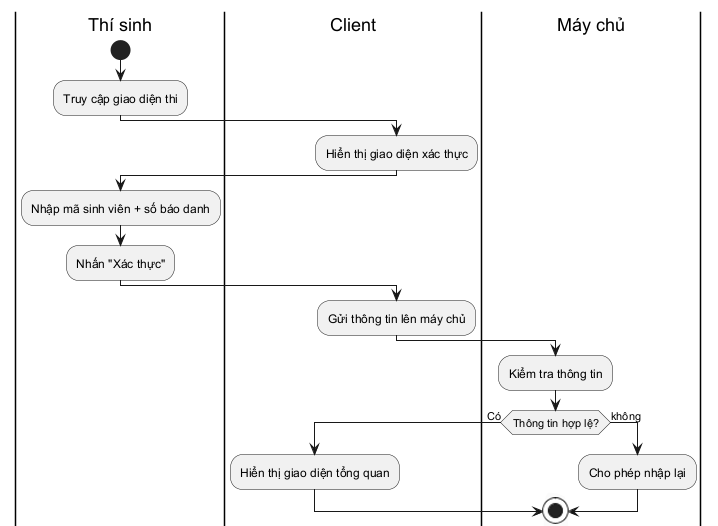 Thí sinh
Client
Máy chủ
Truy cập giao diện thi
Hiển thị giao diện xác thực
Nhập mã sinh viên + số báo danh
Nhấn "Xác thực"
Gửi thông tin lên máy chủ
Kiểm tra thông tin
Có
Thông tin hợp lệ?
không
Hiển thị giao diện tổng quan
Cho phép nhập lại